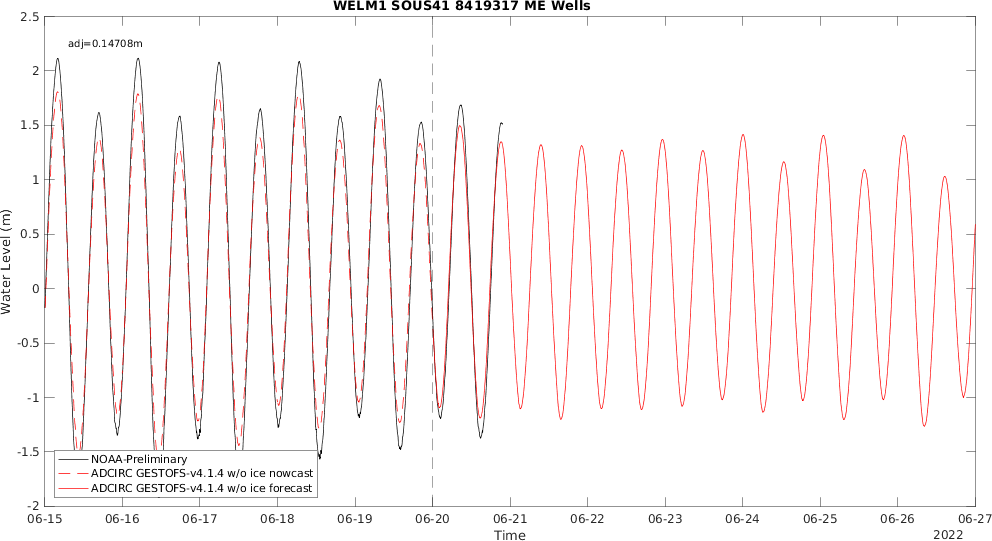 WELM1 SOUS41 8419317 ME Wells
adj=0.14708m
2.5
2
1.5
1
0.5
0
-0.5
-1
-1.5
-2
Water Level (m)
NOAA-Preliminary
ADCIRC GESTOFS-v4.1.4 w/o ice nowcast
ADCIRC GESTOFS-v4.1.4 w/o ice forecast
06-15 06-16 06-17 06-18 06-19 06-20 06-21 06-22 06-23 06-24 06-25 06-26 06-27
Time
2022